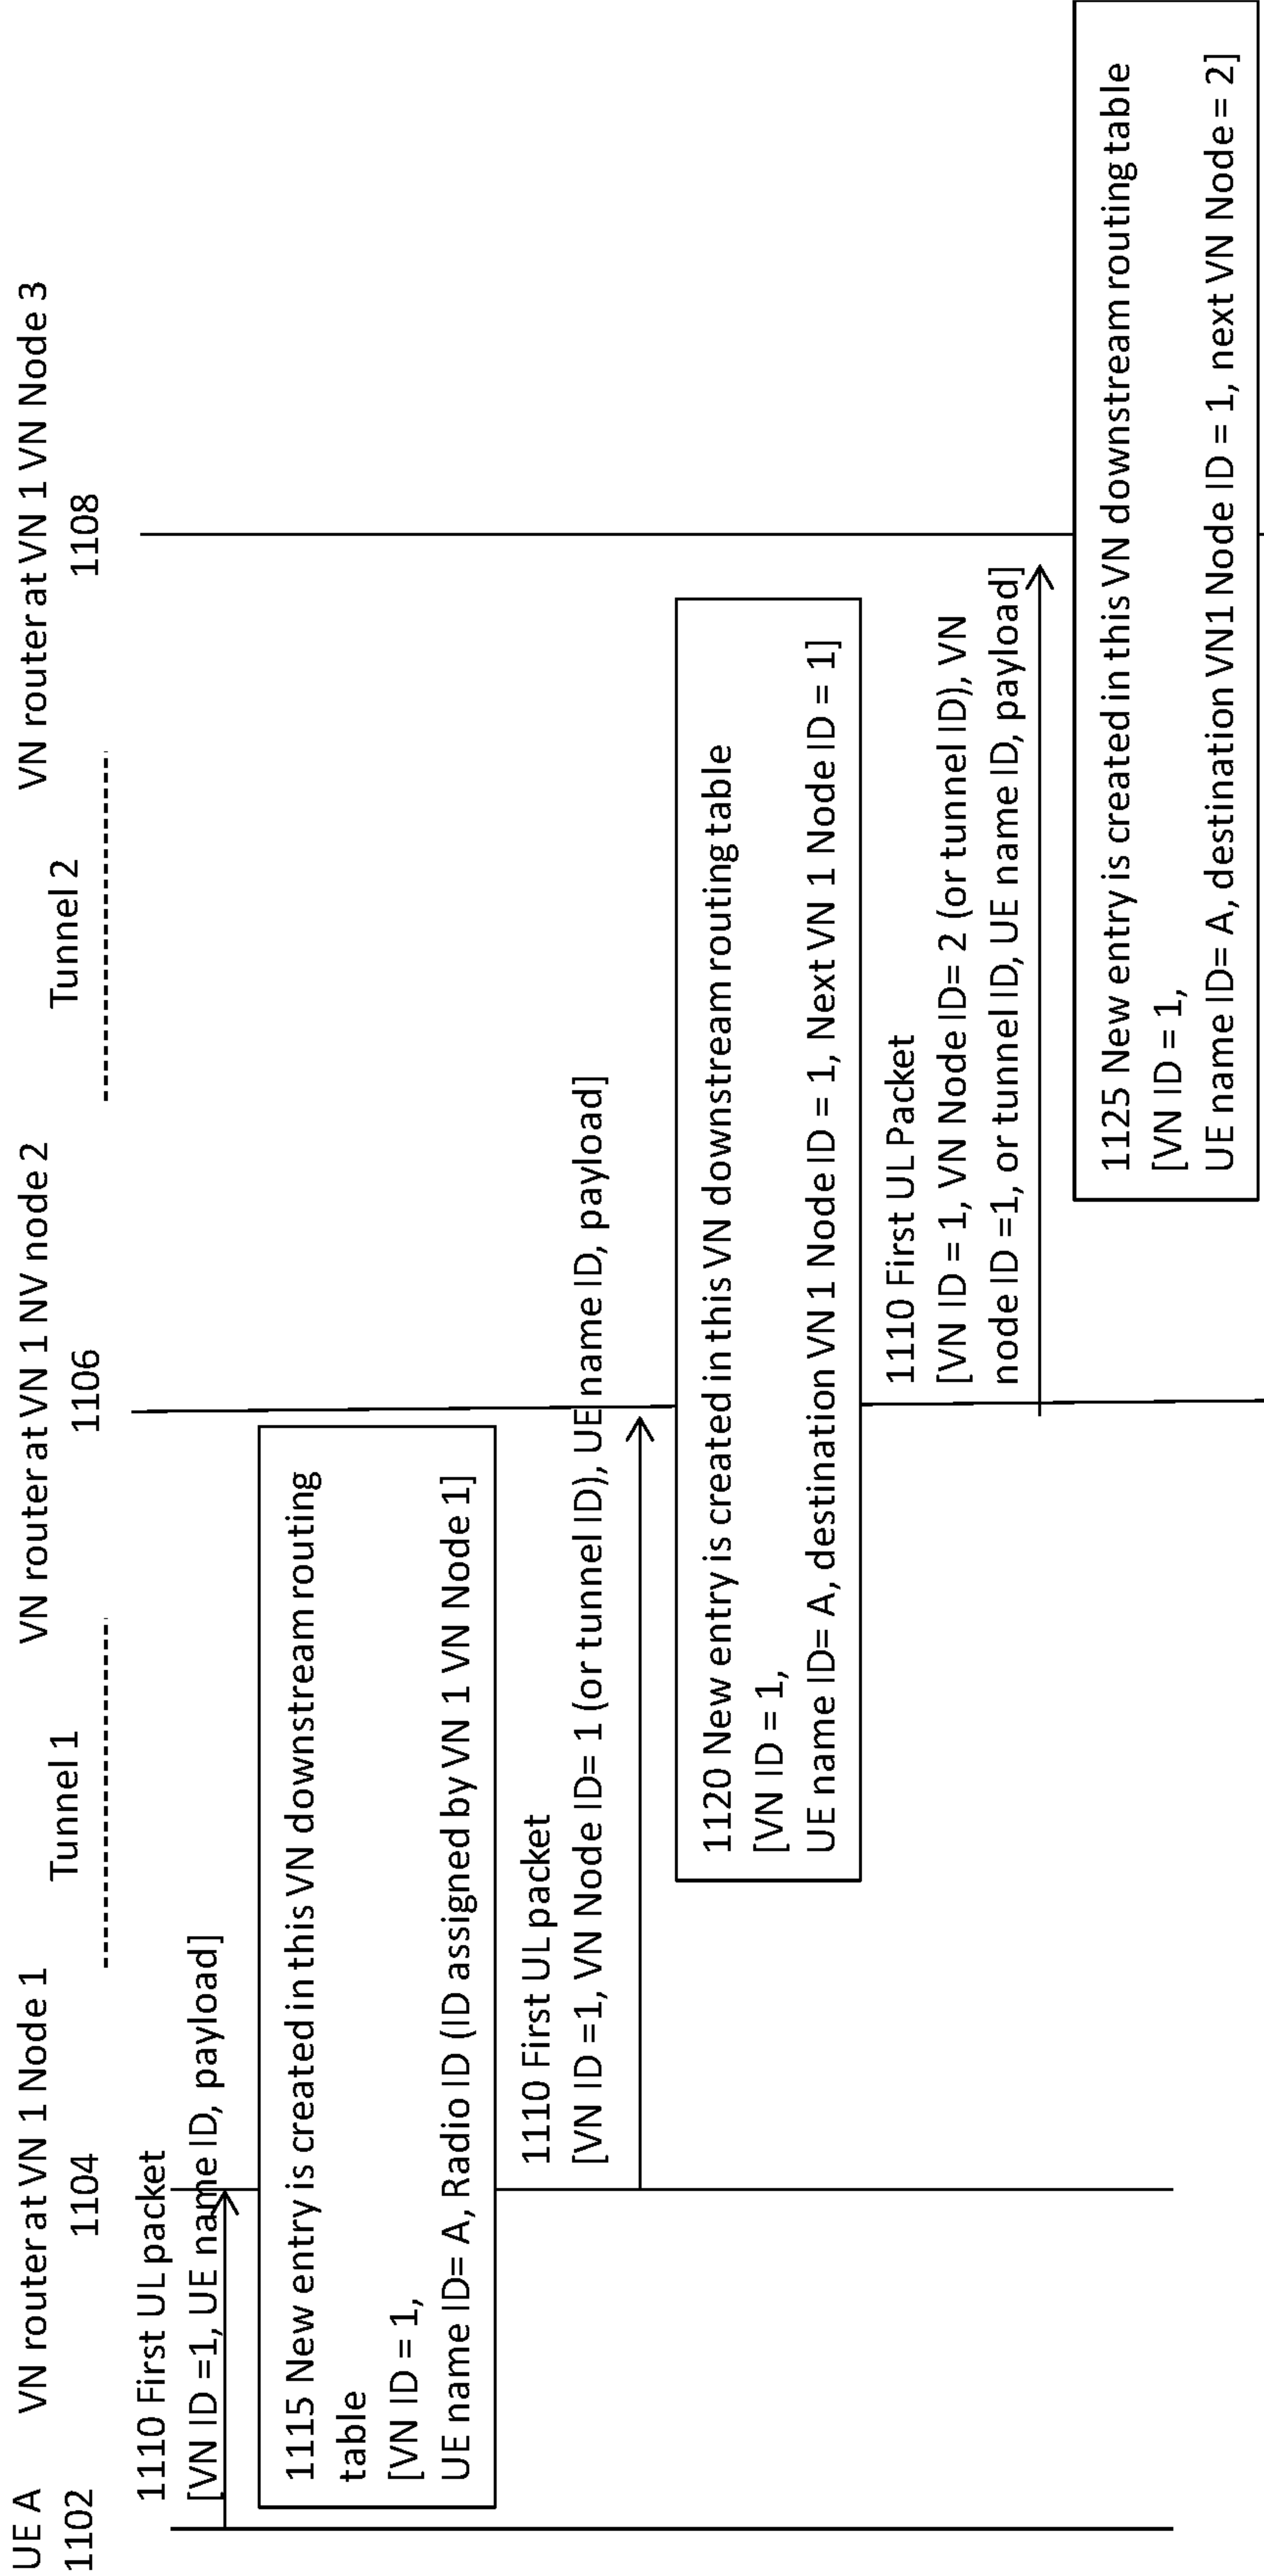 UE A
1102
VN router at VN 1 Node 1
1104
Tunnel 1
VN router at VN 1 NV node 2
1106
Tunnel 2
VN router at VN 1 VN Node 3
1108
1110 First UL packet
[VN ID =1, UE name ID, payload]
1115 New entry is created in this VN downstream routing
table
[VN ID = 1,
UE name ID= A, Radio ID (ID assigned by VN 1 VN Node 1]
1110 First UL packet
[VN ID =1, VN Node ID= 1 (or tunnel ID), UE name ID, payload]
1120 New entry is created in this VN downstream routing table
[VN ID = 1,
UE name ID= A, destination VN 1 Node ID = 1, Next VN 1 Node ID = 1]
1110 First UL Packet
[VN ID = 1, VN Node ID= 2 (or tunnel ID), VN
node ID =1, or tunnel ID, UE name ID, payload]
1125 New entry is created in this VN downstream routing table
[VN ID = 1,
UE name ID= A, destination VN1 Node ID = 1, next VN Node = 2]